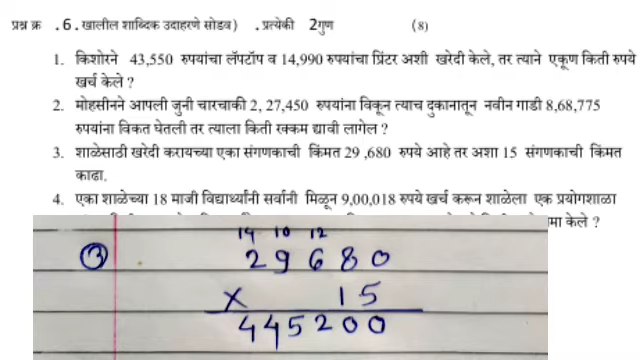 प्रश्न क्र .6.खालील शाब्दिक उदाहरणे सोडव) .प्रत्येकी 2गुण (8)
1. किशोरने 43,550 रुपयांचा लॅपटॉप व 14,990 रुपयांचा प्रिंटर अशी खरेदी केले, तर त्याने एकूण किती रुपये
खर्च केले ?
2. मोहसीनने आपली जुनी चारचाकी 2, 27,450 रुपयांना विकून त्याच दुकानातून नवीन गाडी 8,68,775
रुपयांना विकत घेतली तर त्याला किती रक्कम द्यावी लागेल ?
3. शाळेसाठी खरेदी करायच्या एका संगणकाची किंमत 29 ,680 रुपये आहे तर अशा 15 संगणकाची किंमत
काढा.
4. एका शाळेच्या 18 माजी विद्यार्थ्यांनी सर्वांनी मिळून 9,00,018 रुपये खर्च करून शाळेला एक प्रयोगशाळा
केले ?
14 10 12
3 29680
x 15
445200